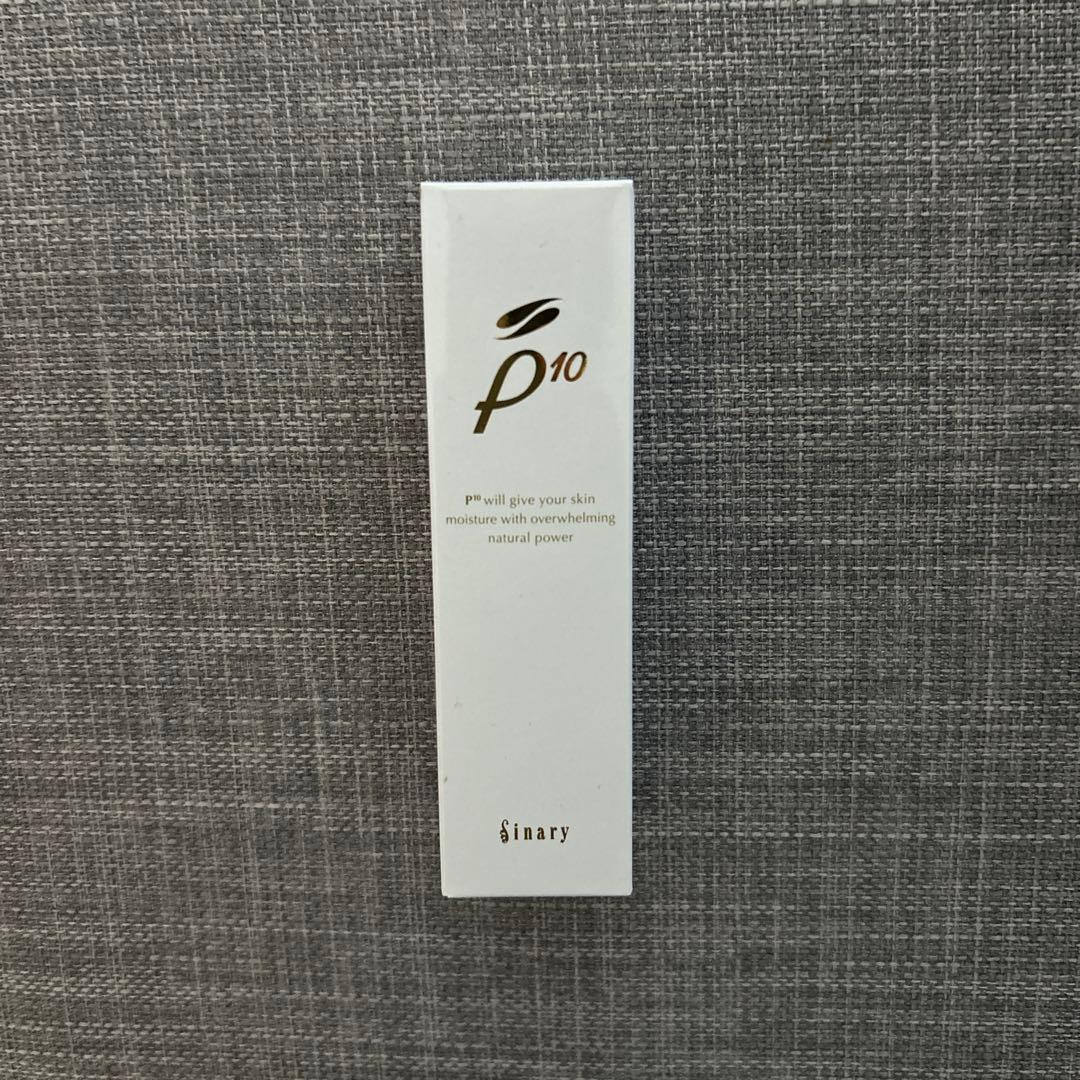 P10
P10 will give your skin
moisture with overwhelming
natural power
Sinary